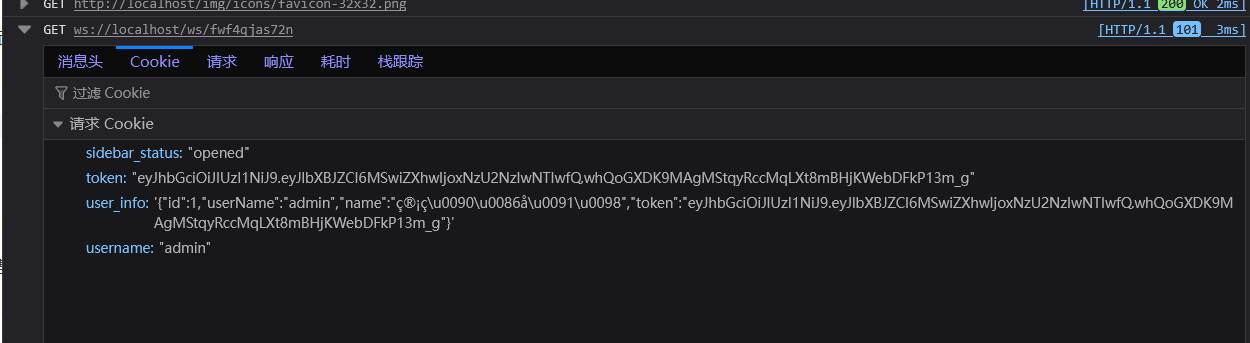 GET http://localhost/img/icons/favicon-32x32.png [HTTP/1.1 200 OK 2ms]
GET ws://localhost/ws/fwf4qjas72n [HTTP/1.1 101 3ms]
消息头 Cookie 请求 响应 耗时 栈跟踪
过滤 Cookie
请求 Cookie
sidebar_status: "opened"
token: "eyJhbGciOiJIUzI1NiJ9.eyJlbXBJZCI6MSwiZXhwIjoxNzU2NzIwNTIwfQ.whQoGXDK9MAgMStqyRccMqLXt8mBHjKWebDFkP13m_g"
user_info: '{"id":1,"userName":"admin","name":"ç®¡ç\u0090\u0086å\u0091\u0098","token":"eyJhbGciOiJIUzI1NiJ9.eyJlbXBJZCI6MSwiZXhwIjoxNzU2NzIwNTIwfQ.whQoGXDK9M
AgMStqyRccMqLXt8mBHjKWebDFkP13m_g"}'
username: "admin"